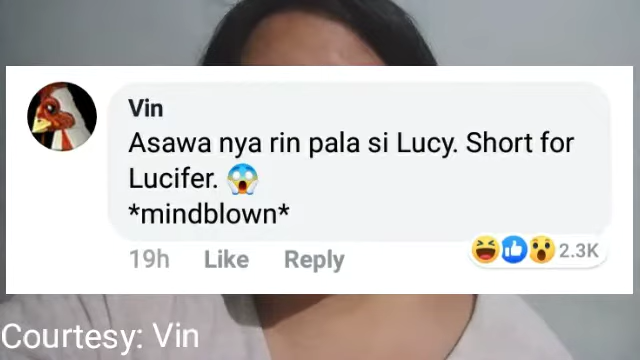 Vin
Asawa nya rin pala si Lucy. Short for
Lucifer. 😱
*mindblown*
19h Like Reply 2.3K
Courtesy: Vin